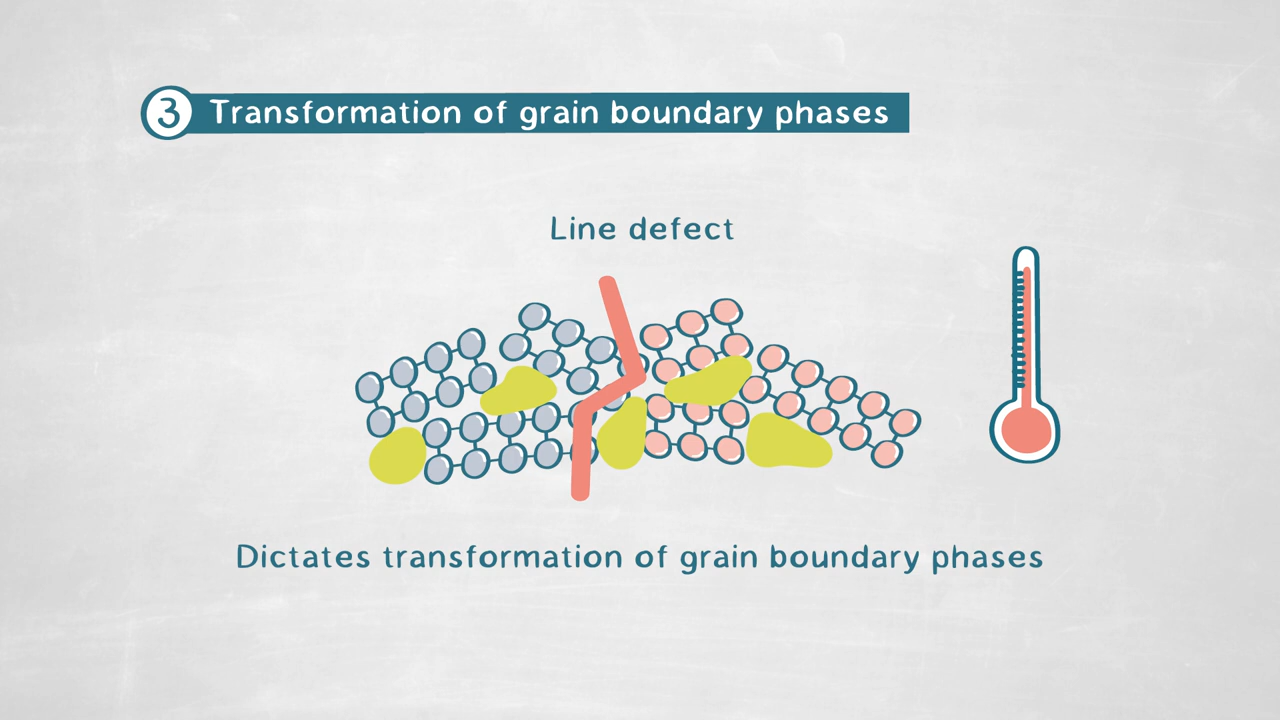 3 Transformation of grain boundary phases
Line defect
Dictates transformation of grain boundary phases